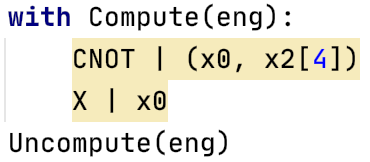 with Compute(eng):
    CNOT | (x0, x2[4])
    X | x0
Uncompute(eng)